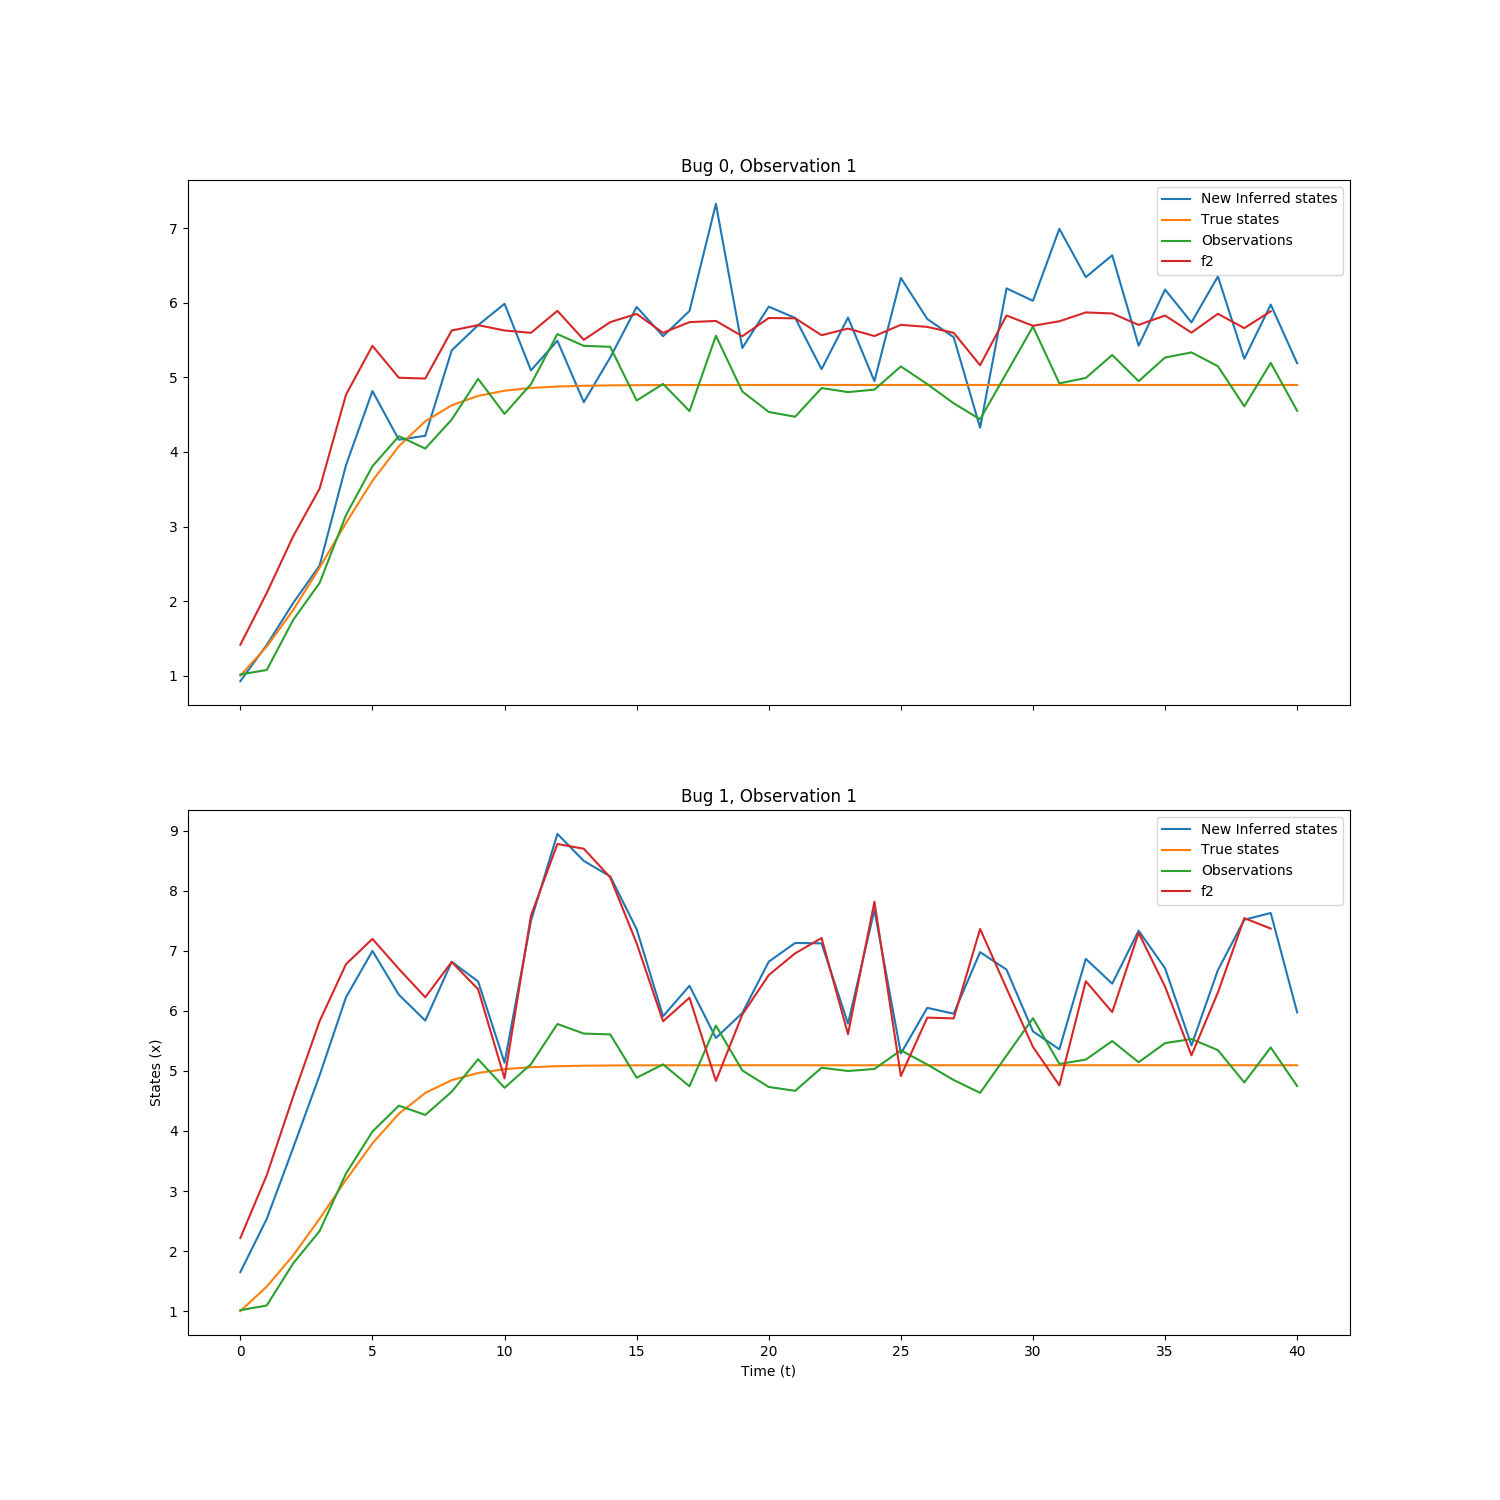 Bug 0, Observation 1
New Inferred states
True states
Observations
f2
7
6
5
4
3
2
1
Bug 1, Observation 1
New Inferred states
True states
Observations
f2
9
8
7
6
5
4
3
2
1
States (x)
0 5 10 15 20 25 30 35 40
Time (t)